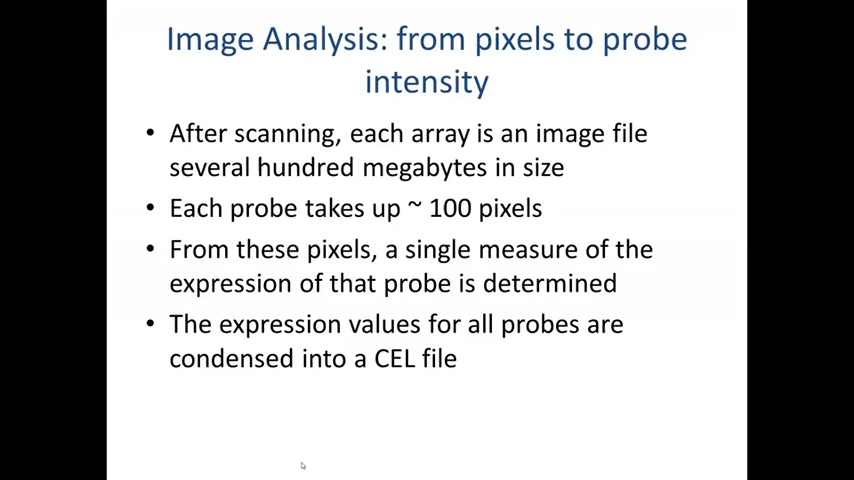 Image Analysis: from pixels to probe
intensity
• After scanning, each array is an image file
several hundred megabytes in size
• Each probe takes up ~ 100 pixels
• From these pixels, a single measure of the
expression of that probe is determined
• The expression values for all probes are
condensed into a CEL file